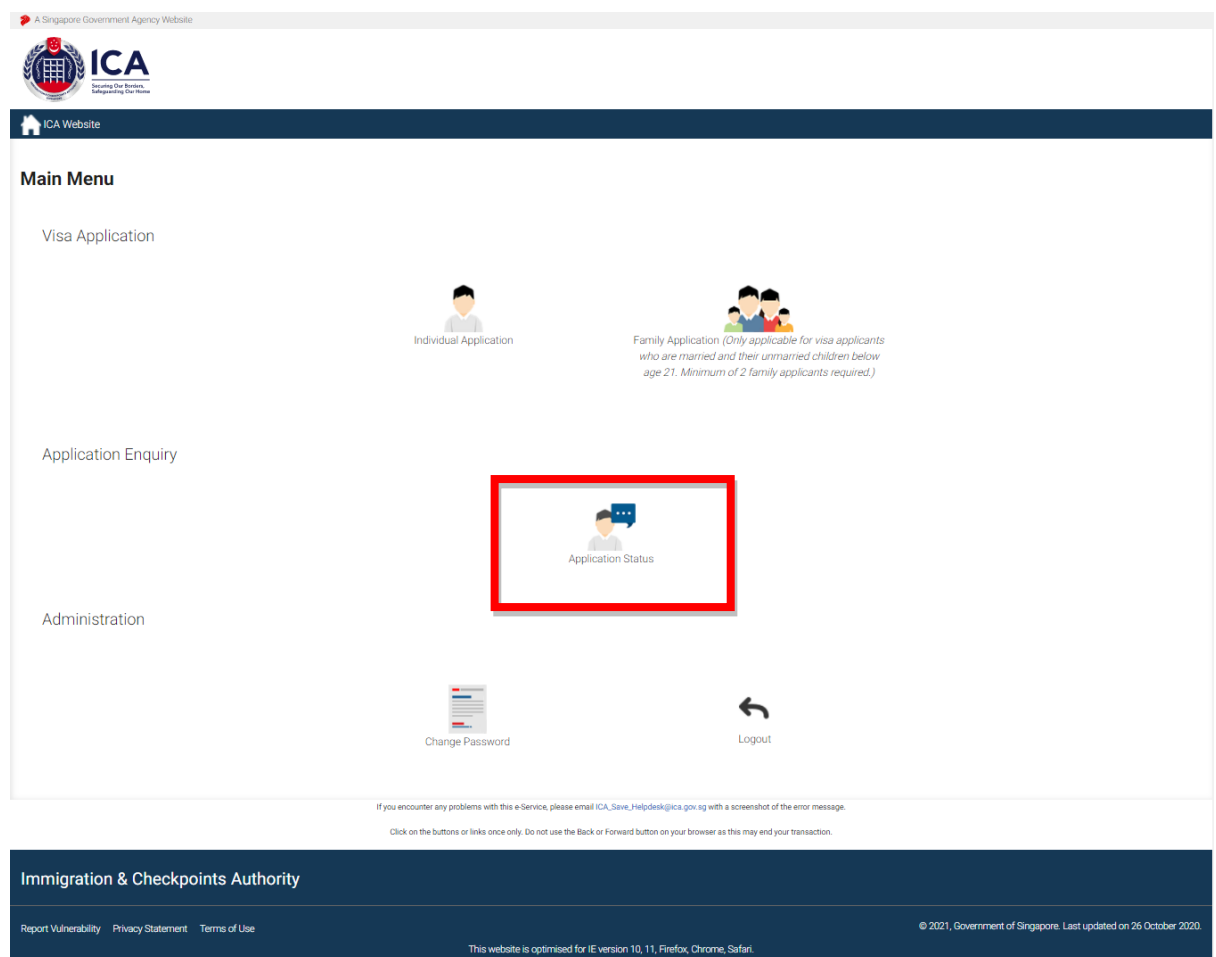 A Singapore Government Agency Website
ICA
Securing Our Borders,
Safeguarding Our Home
ICA Website
Main Menu
Visa Application
Individual Application
Family Application (Only applicable for visa applicants
who are married and their unmarried children below
age 21. Minimum of 2 family applicants required.)
Application Enquiry
Application Status
Administration
Change Password
Logout
If you encounter any problems with this e-Service, please email ICA_Save_Helpdesk@ica.gov.sg with a screenshot of the error message.
Click on the buttons or links once only. Do not use the Back or Forward button on your browser as this may end your transaction.
Immigration & Checkpoints Authority
Report Vulnerability Privacy Statement Terms of Use
© 2021, Government of Singapore. Last updated on 26 October 2020.
This website is optimised for IE version 10, 11, Firefox, Chrome, Safari.